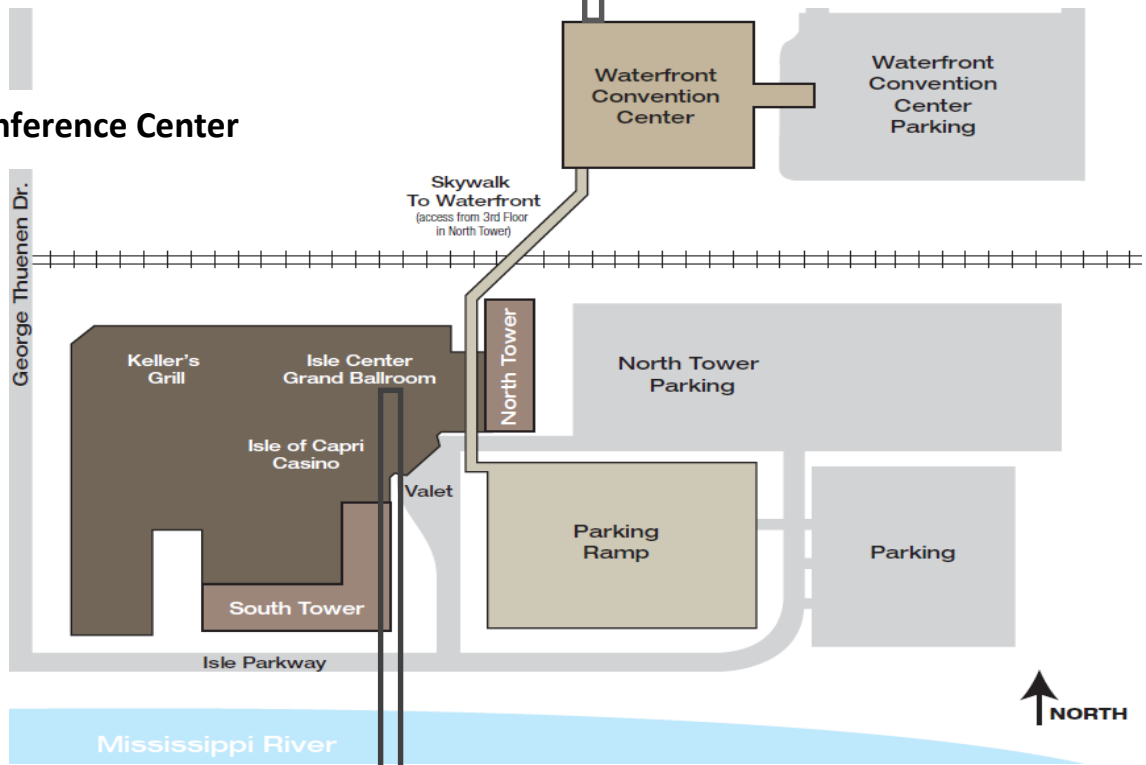 Waterfront
Convention
Center
Waterfront
Convention
Center
Parking
nference Center
Skywalk
To Waterfront
(access from 3rd Floor
in North Tower)
George Thuenen Dr.
Keller's
Grill
Isle Center
Grand Ballroom
North Tower
North Tower
Parking
Isle of Capri
Casino
Valet
Parking
Ramp
Parking
South Tower
Isle Parkway
NORTH
Mississippi River